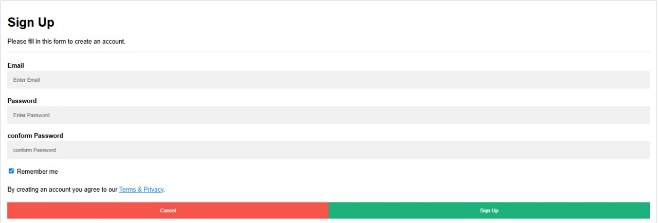 Sign Up
Please fill in this form to create an account.
Email
Enter Email
Password
Enter Password
conform Password
conform Password
Remember me
By creating an account you agree to our Terms & Privacy.
Cancel Sign Up